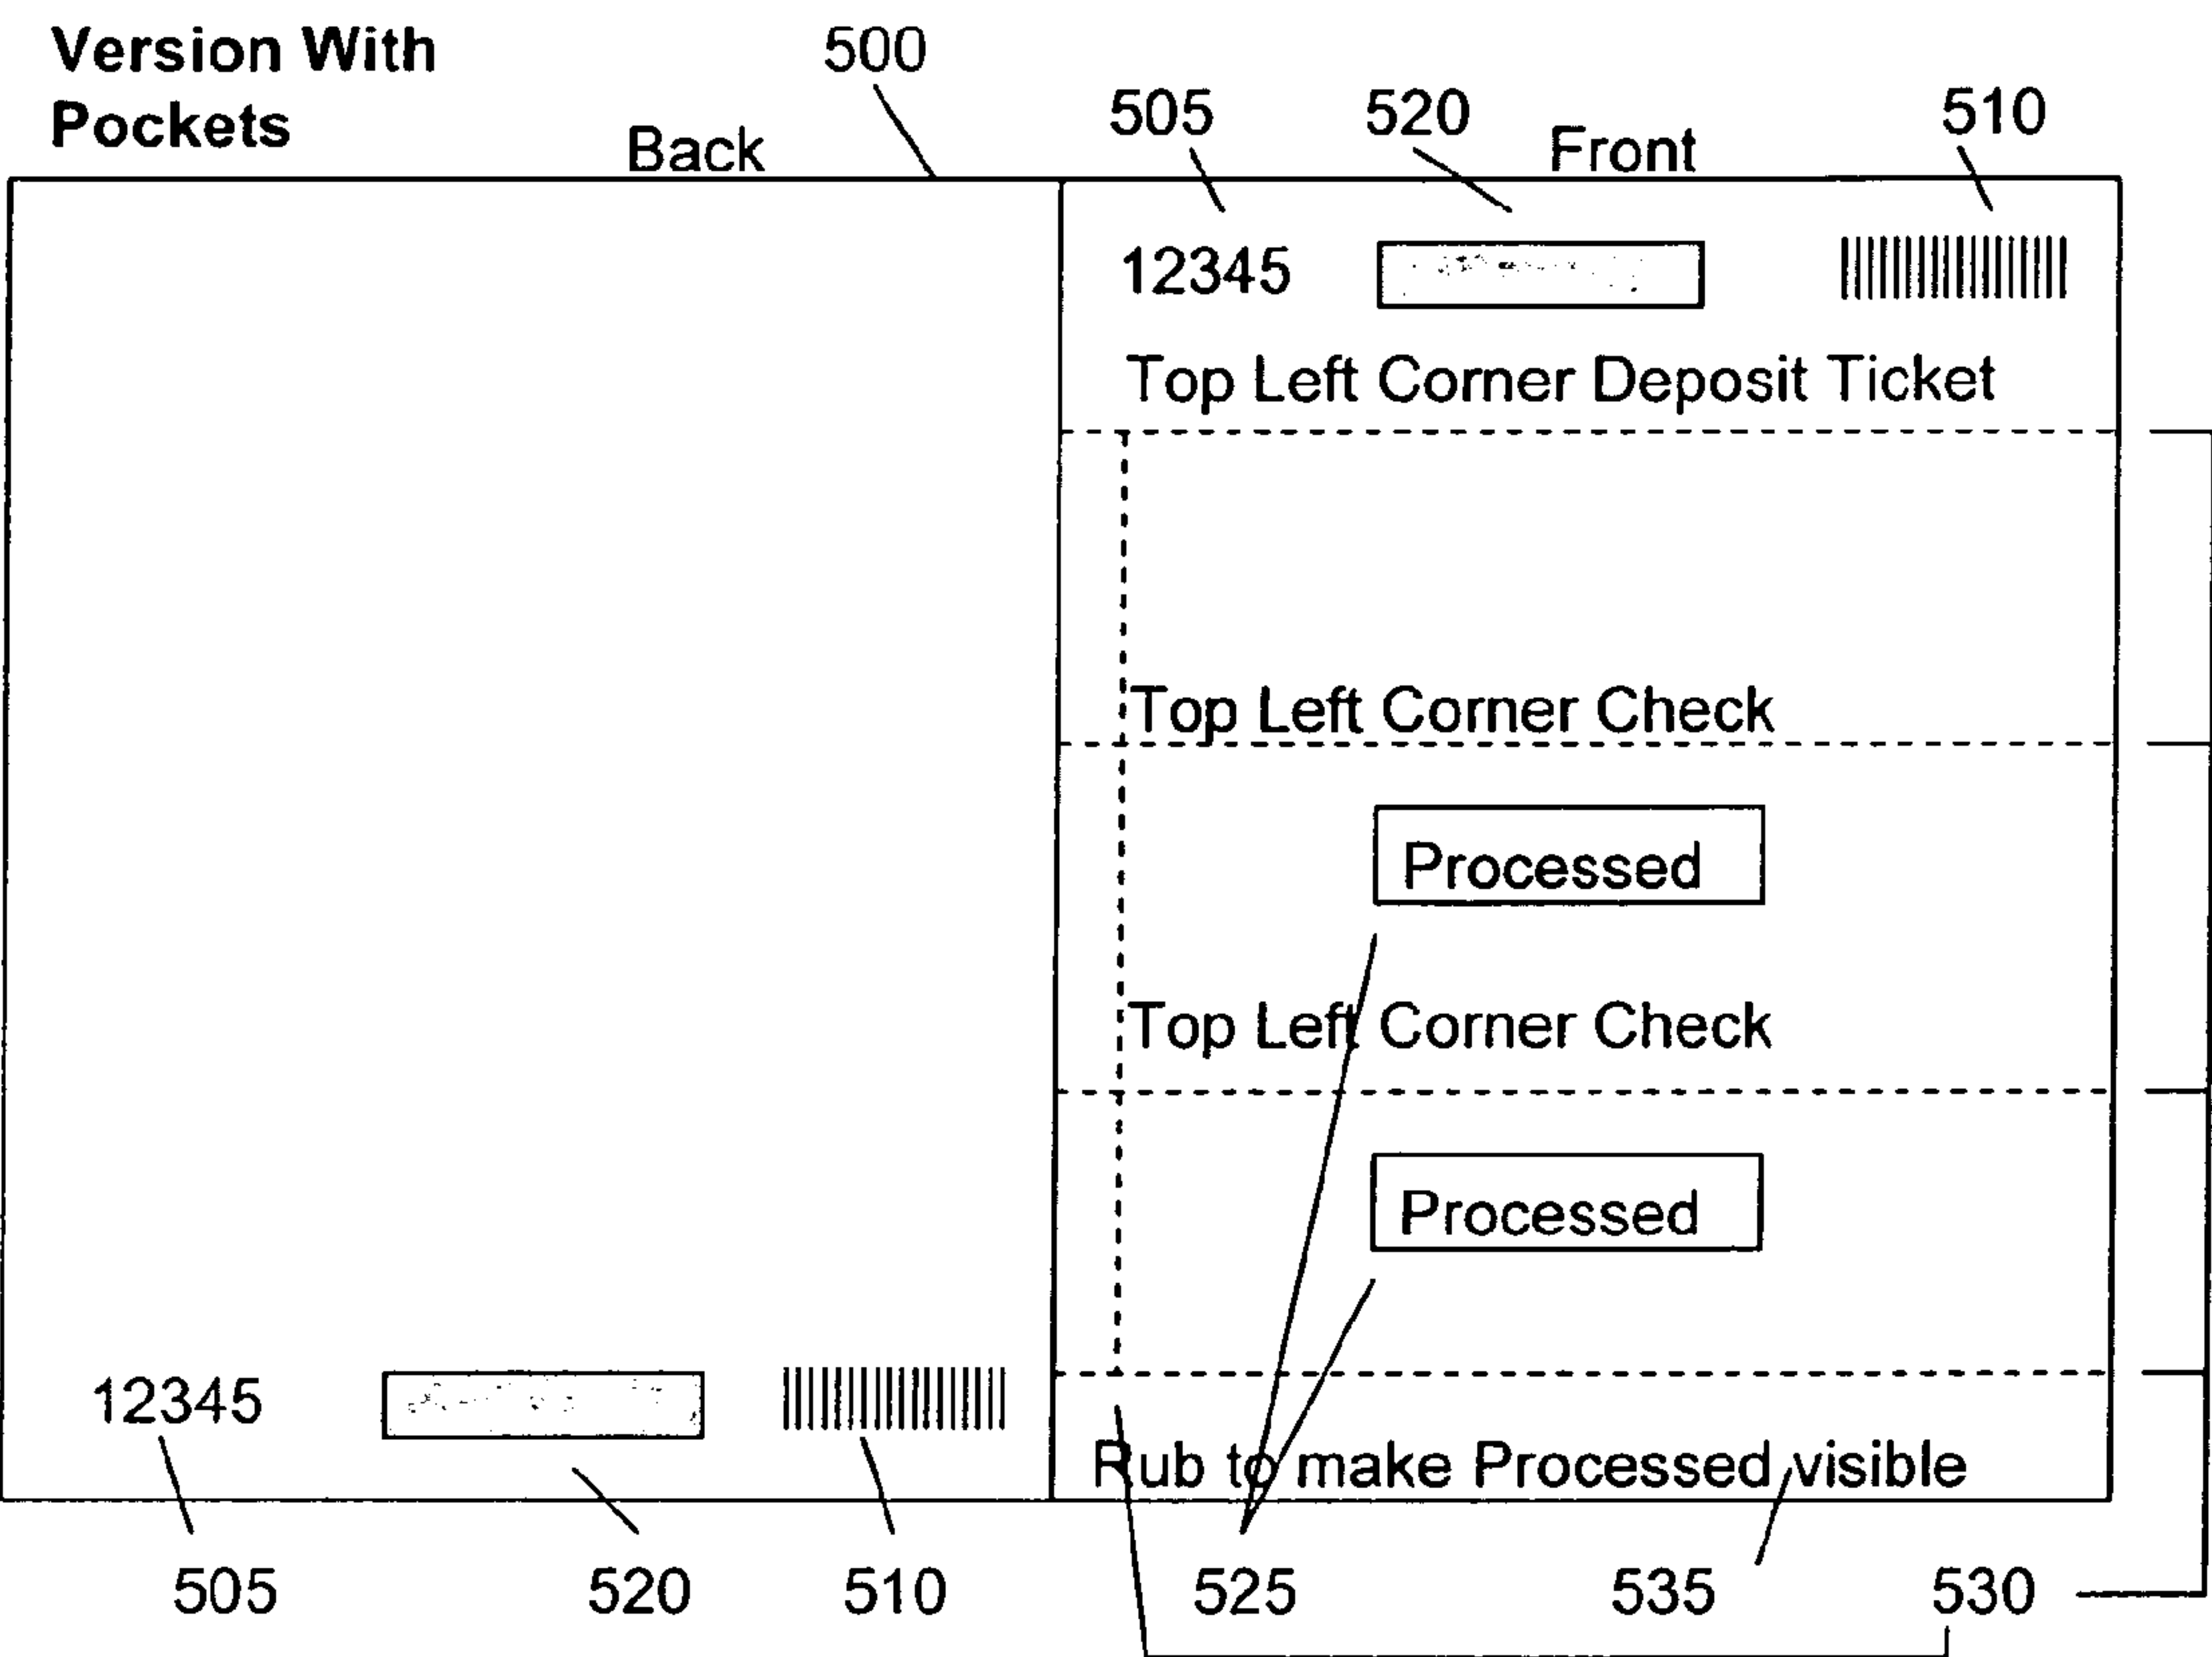 Version With
Pockets
500
Back
505
520
Front
510
12345
Top Left Corner Deposit Ticket
Top Left Corner Check
Processed
Top Left Corner Check
Processed
12345
Rub to make Processed visible
505
520
510
525
535
530